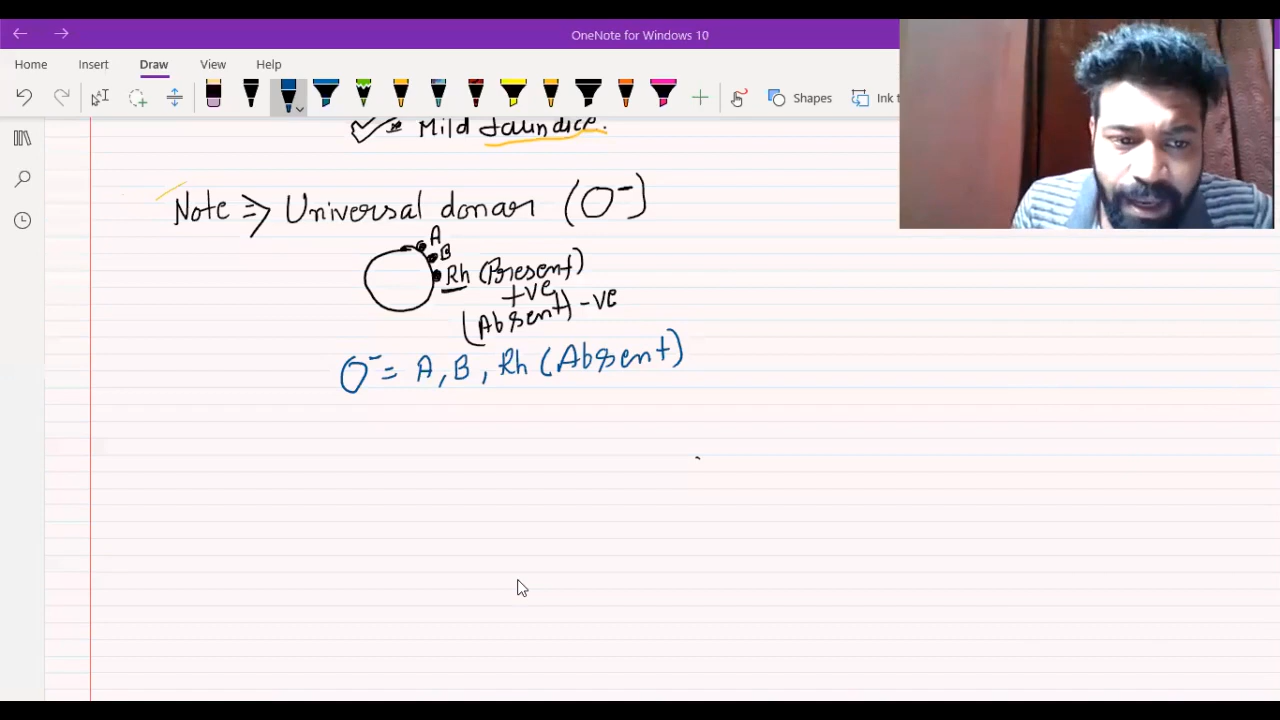 OneNote for Windows 10
Home Insert Draw View Help
Shapes Ink t
Mild Jaundice.
Note ⇒ Universal donar (O⁻)
A
B
Rh (Present)
+ve
(Absent) -ve
O⁻ = A, B, Rh (Absent)